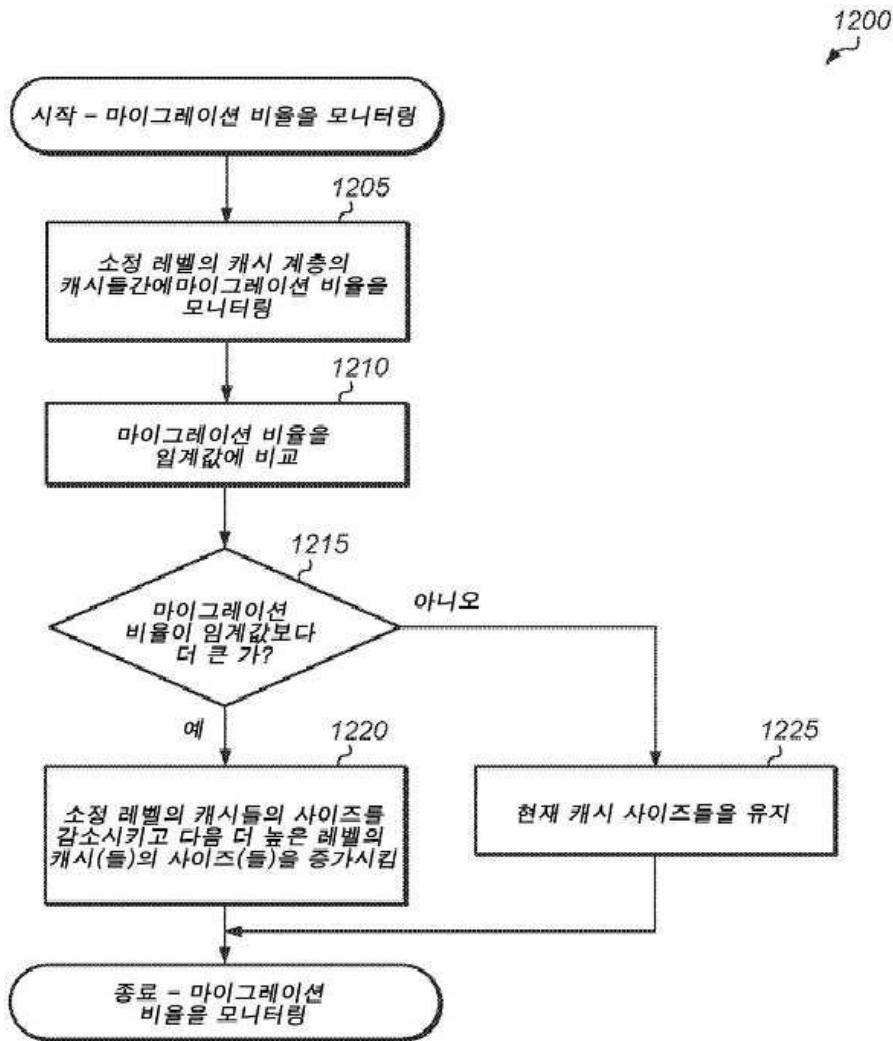 1200
시작 – 마이그레이션 비율을 모니터링
1205
소정 레벨의 캐시 계층의
캐시들간에마이그레이션 비율을
모니터링
1210
마이그레이션 비율을
임계값에 비교
1215
마이그레이션
비율이 임계값보다
더 큰 가?
아니오
예
1220
소정 레벨의 캐시들의 사이즈를
감소시키고 다음 더 높은 레벨의
캐시(들)의 사이즈(들)을 증가시킴
1225
현재 캐시 사이즈들을 유지
종료 – 마이그레이션
비율을 모니터링